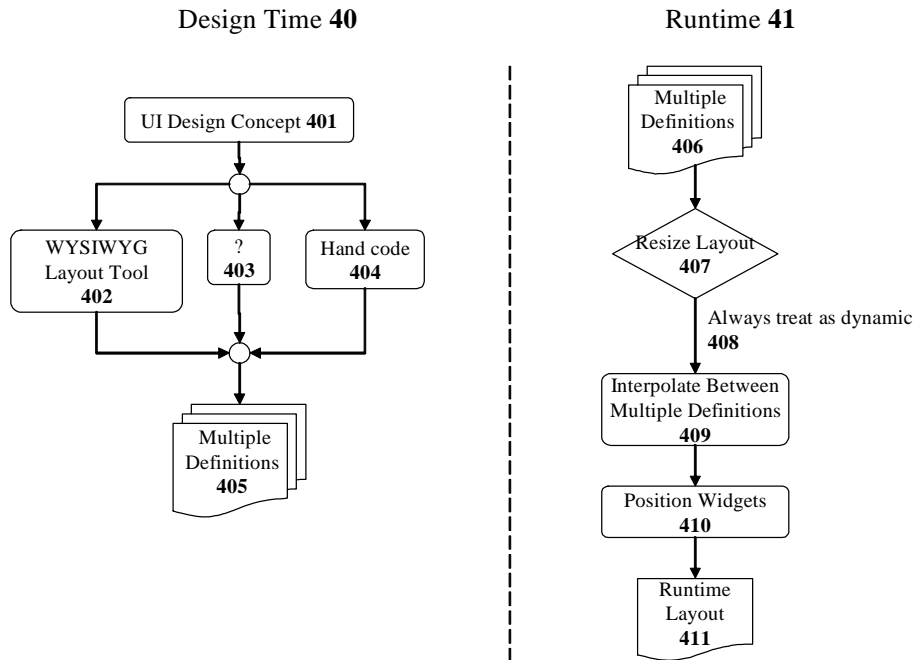 Design Time 40
UI Design Concept 401
WYSIWYG
Layout Tool
402
?
403
Hand code
404
Multiple
Definitions
405
Runtime 41
Multiple
Definitions
406
Resize Layout
407
Always treat as dynamic
408
Interpolate Between
Multiple Definitions
409
Position Widgets
410
Runtime
Layout
411